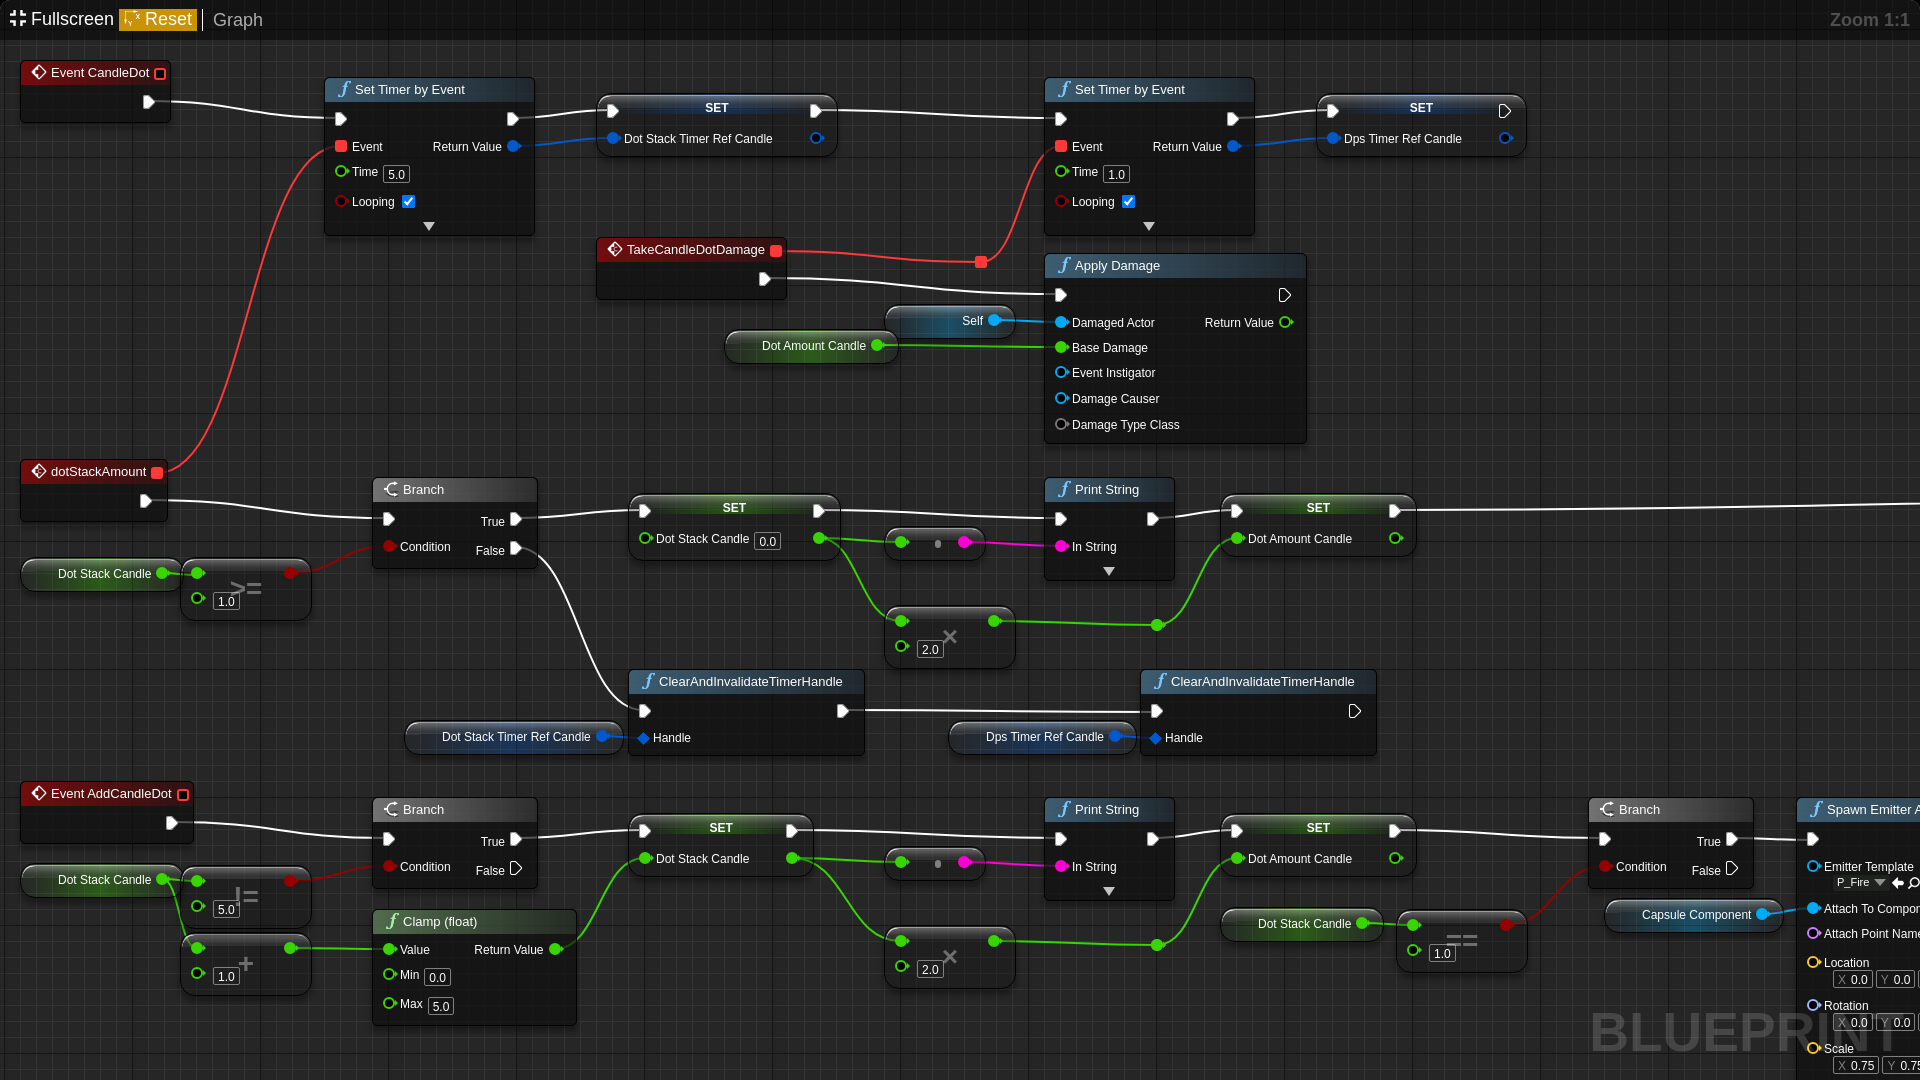 Fullscreen Reset Graph Zoom 1:1
Event CandleDot
Set Timer by Event
Event
Return Value
Time 5.0
Looping
SET
Dot Stack Timer Ref Candle
Set Timer by Event
Event
Return Value
Time 1.0
Looping
SET
Dps Timer Ref Candle
TakeCandleDotDamage
Apply Damage
Damaged Actor
Return Value
Base Damage
Event Instigator
Damage Causer
Damage Type Class
Self
Dot Amount Candle
dotStackAmount
Branch
True
Condition
False
Dot Stack Candle
>=
1.0
SET
Dot Stack Candle 0.0
Print String
In String
SET
Dot Amount Candle
×
2.0
ClearAndInvalidateTimerHandle
Handle
Dot Stack Timer Ref Candle
ClearAndInvalidateTimerHandle
Handle
Dps Timer Ref Candle
Event AddCandleDot
Branch
True
Condition
False
Dot Stack Candle
!=
5.0
+
1.0
Clamp (float)
Value
Return Value
Min 0.0
Max 5.0
SET
Dot Stack Candle
Print String
In String
SET
Dot Amount Candle
×
2.0
Dot Stack Candle
==
1.0
Branch
True
Condition
False
Capsule Component
Spawn Emitter A
Emitter Template
P_Fire
Attach To Compor
Attach Point Name
Location
X 0.0 Y 0.0
Rotation
X 0.0 Y 0.0
Scale
X 0.75 Y 0.75
BLUEPRINT